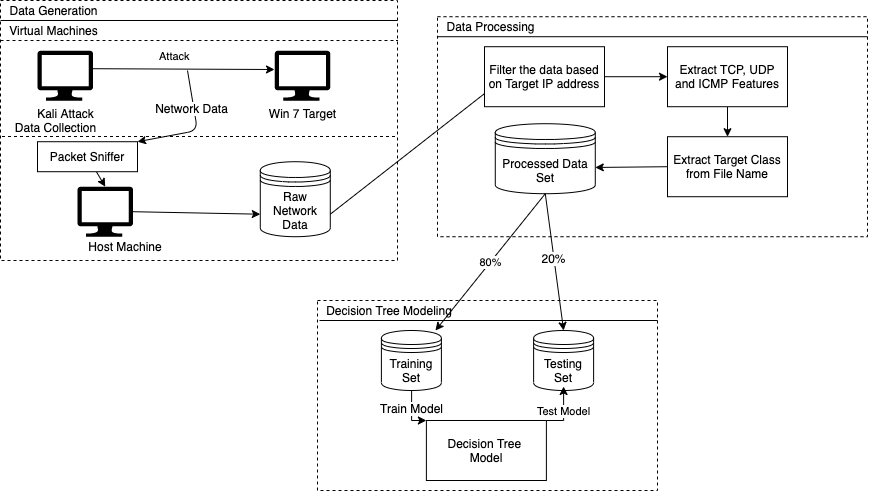 Data Generation
Virtual Machines
Attack
Kali Attack
Data Collection
Network Data
Win 7 Target
Packet Sniffer
Host Machine
Raw
Network
Data
Data Processing
Filter the data based
on Target IP address
Extract TCP, UDP
and ICMP Features
Extract Target Class
from File Name
Processed Data
Set
80%
20%
Decision Tree Modeling
Training
Set
Testing
Set
Train Model
Test Model
Decision Tree
Model